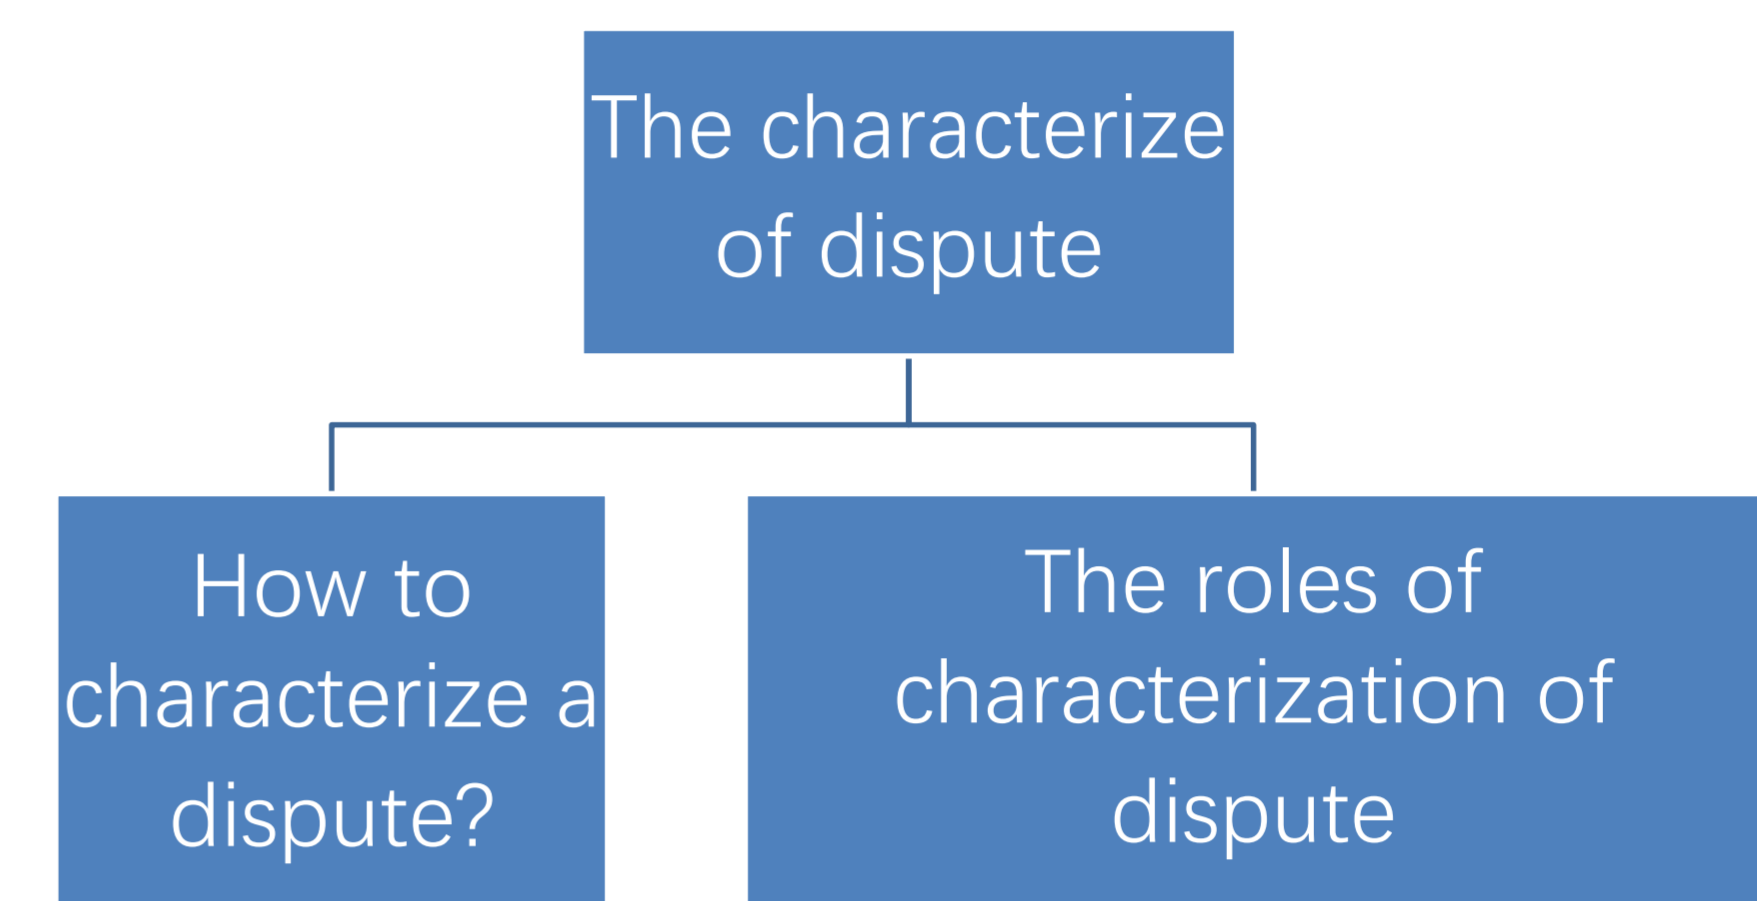 The characterize
of dispute
How to
characterize a
dispute?
The roles of
characterization of
dispute